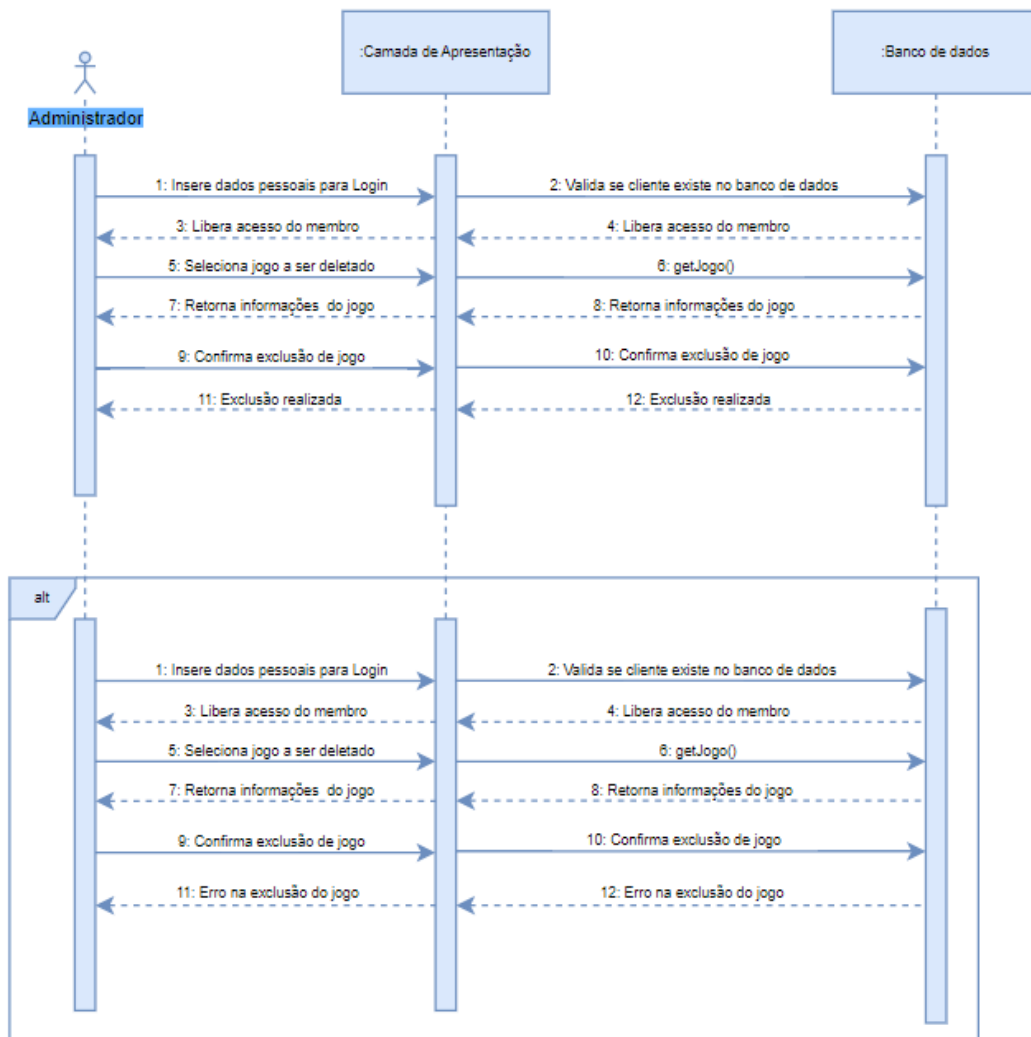 :Camada de Apresentação
:Banco de dados
Administrador
1: Insere dados pessoais para Login
2: Valida se cliente existe no banco de dados
3: Libera acesso do membro
4: Libera acesso do membro
5: Seleciona jogo a ser deletado
6: getJogo()
7: Retorna informações do jogo
8: Retorna informações do jogo
9: Confirma exclusão de jogo
10: Confirma exclusão de jogo
11: Exclusão realizada
12: Exclusão realizada
alt
1: Insere dados pessoais para Login
2: Valida se cliente existe no banco de dados
3: Libera acesso do membro
4: Libera acesso do membro
5: Seleciona jogo a ser deletado
6: getJogo()
7: Retorna informações do jogo
8: Retorna informações do jogo
9: Confirma exclusão de jogo
10: Confirma exclusão de jogo
11: Erro na exclusão do jogo
12: Erro na exclusão do jogo